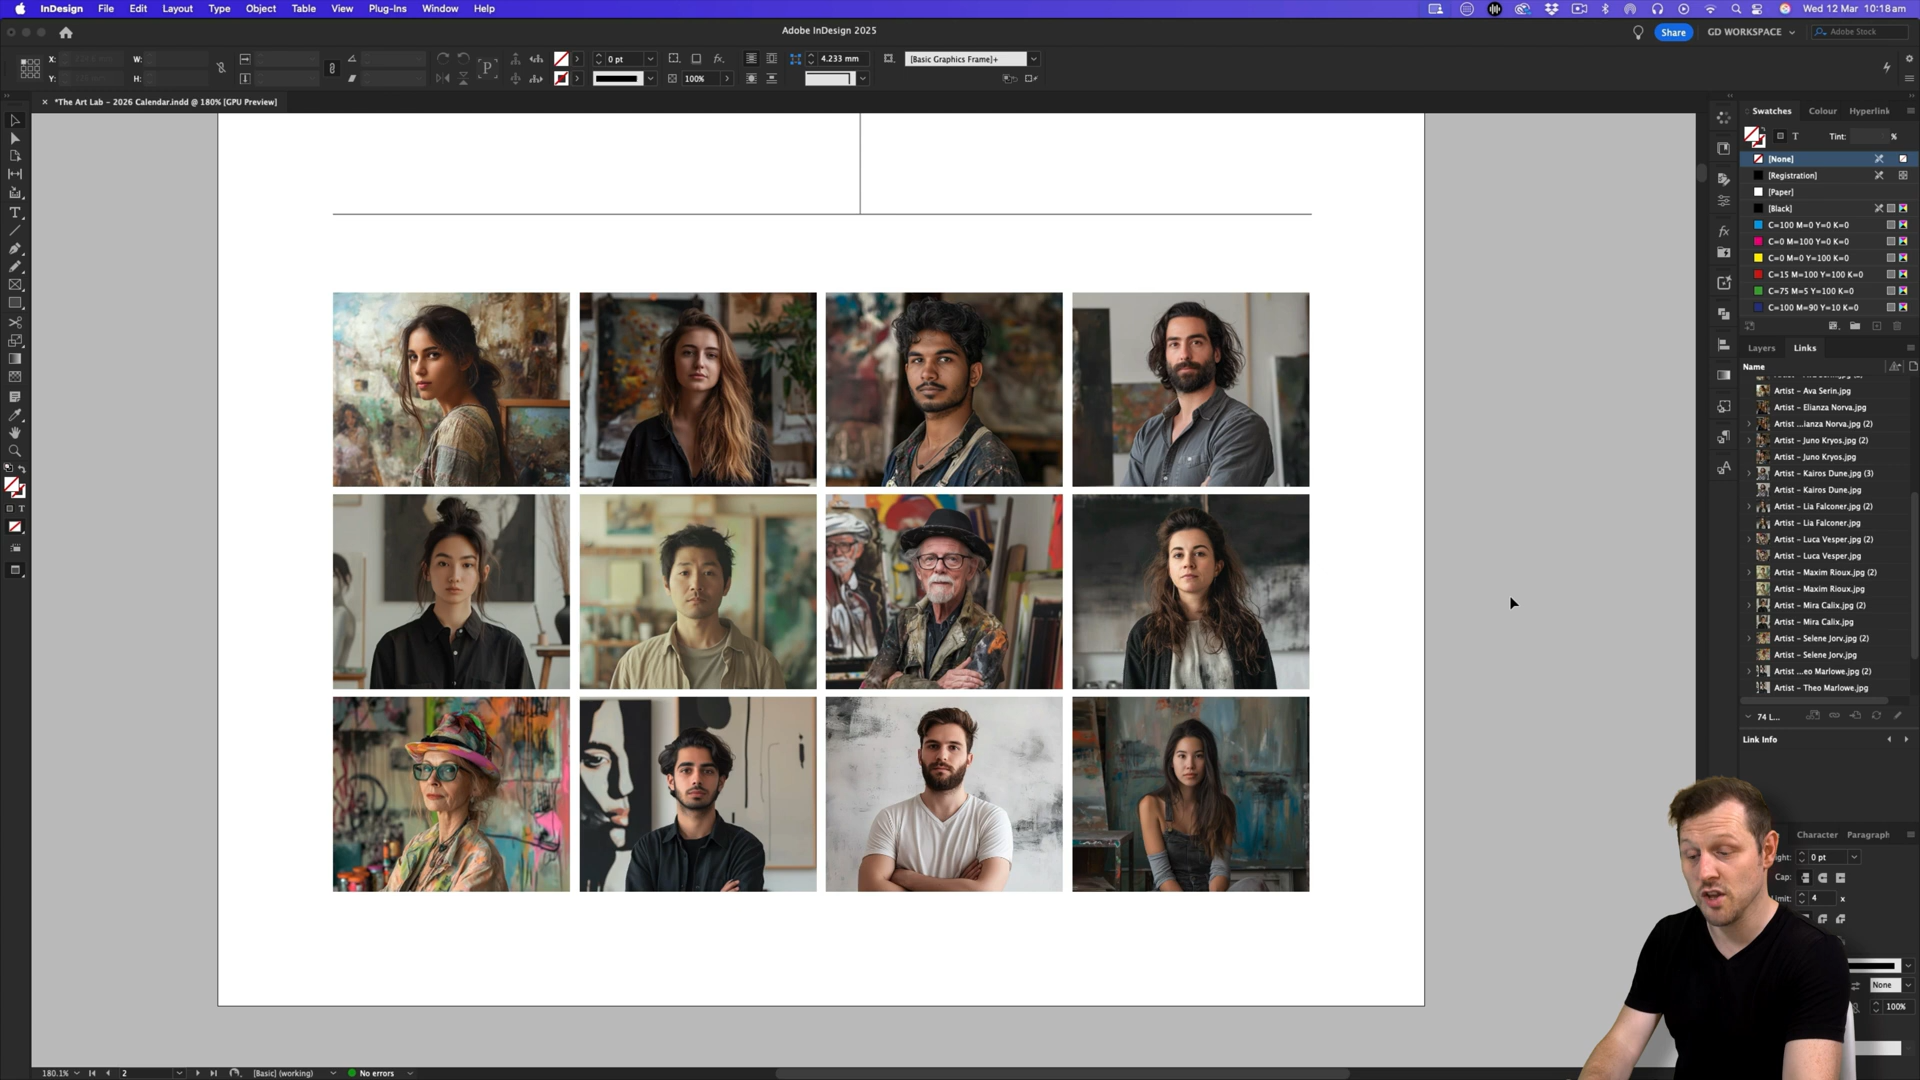 InDesign File Edit Layout Type Object Table View Plug-Ins Window Help
Wed 12 Mar 10:18 am
Adobe InDesign 2025
Share
GD WORKSPACE
Adobe Stock
X:
W:
0 pt
4.233 mm
[Basic Graphics Frame]+
Y:
H:
100%
*The Art Lab - 2026 Calendar.indd @ 180% [GPU Preview]
Swatches Colour Hyperlink
T
Tint:
%
[None]
[Registration]
[Paper]
[Black]
C=100 M=0 Y=0 K=0
C=0 M=100 Y=0 K=0
C=0 M=0 Y=100 K=0
C=15 M=100 Y=100 K=0
C=75 M=5 Y=100 K=0
C=100 M=90 Y=10 K=0
Layers Links
Name
Artist - Ava Serin.jpg
Artist - Elianza Norva.jpg
Artist ...ianza Norva.jpg (2)
Artist - Juno Kryos.jpg (2)
Artist - Juno Kryos.jpg
Artist - Kairos Dune.jpg (3)
Artist - Kairos Dune.jpg
Artist - Lia Falconer.jpg (2)
Artist - Lia Falconer.jpg
Artist - Luca Vesper.jpg (2)
Artist - Luca Vesper.jpg
Artist - Maxim Rioux.jpg (2)
Artist - Maxim Rioux.jpg
Artist - Mira Calix.jpg (2)
Artist - Mira Calix.jpg
Artist - Selene Jorv.jpg (2)
Artist - Selene Jorv.jpg
Artist ...eo Marlowe.jpg (2)
Artist - Theo Marlowe.jpg
74 L...
Link Info
Character Paragraph
0 pt
Cap:
4 x
None
100%
180.1%
2
[Basic] (working)
No errors